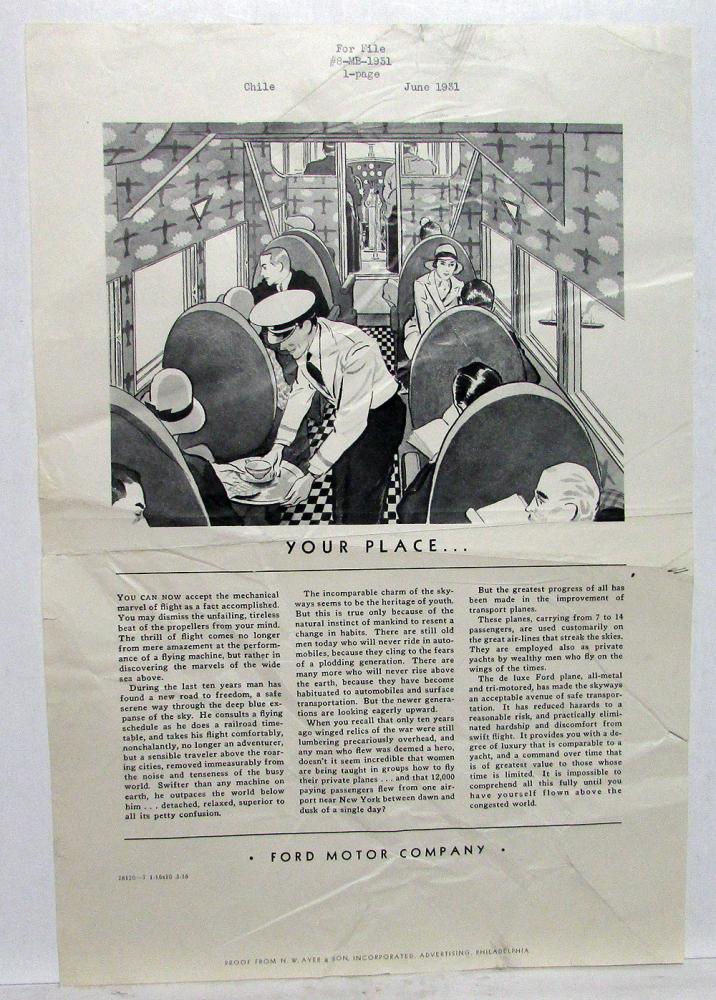 For File
#8-MB-1931
1-page
Chile June 1931
YOUR PLACE...
YOU CAN NOW accept the mechanical
marvel of flight as a fact accomplished.
You may dismiss the unfailing, tireless
beat of the propellers from your mind.
The thrill of flight comes no longer
from mere amazement at the perform-
ance of a flying machine, but rather in
discovering the marvels of the wide
sea above.
During the last ten years man has
found a new road to freedom, a safe
serene way through the deep blue ex-
panse of the sky. He consults a flying
schedule as he does a railroad time-
table, and takes his flight comfortably,
nonchalantly, no longer an adventurer,
but a sensible traveler above the roar-
ing cities, removed immeasurably from
the noise and tenseness of the busy
world. Swifter than any machine on
earth, he outpaces the world below
him . . . detached, relaxed, superior to
all its petty confusion.
The incomparable charm of the sky-
ways seems to be the heritage of youth.
But this is true only because of the
natural instinct of mankind to resent a
change in habits. There are still old
men today who will never ride in auto-
mobiles, because they cling to the fears
of a plodding generation. There are
many more who will never rise above
the earth, because they have become
habituated to automobiles and surface
transportation. But the newer genera-
tions are looking eagerly upward.
When you recall that only ten years
ago winged relics of the war were still
lumbering precariously overhead, and
any man who flew was deemed a hero,
doesn't it seem incredible that women
are being taught in groups how to fly
their private planes . . . and that 12,000
paying passengers flew from one air-
port near New York between dawn and
dusk of a single day?
But the greatest progress of all has
been made in the improvement of
transport planes.
These planes, carrying from 7 to 14
passengers, are used customarily on
the great air-lines that streak the skies.
They are employed also as private
yachts by wealthy men who fly on the
wings of the times.
The de luxe Ford plane, all-metal
and tri-motored, has made the skyways
an acceptable avenue of safe transpor-
tation. It has reduced hazards to a
reasonable risk, and practically elimi-
nated hardship and discomfort from
swift flight. It provides you with a de-
gree of luxury that is comparable to a
yacht, and a command over time that
is of greatest value to those whose
time is limited. It is impossible to
comprehend all this fully until you
have yourself flown above the
congested world.
• FORD MOTOR COMPANY •
28120—7 1-16x10 3-16
PROOF FROM N. W. AYER & SON, INCORPORATED, ADVERTISING, PHILADELPHIA